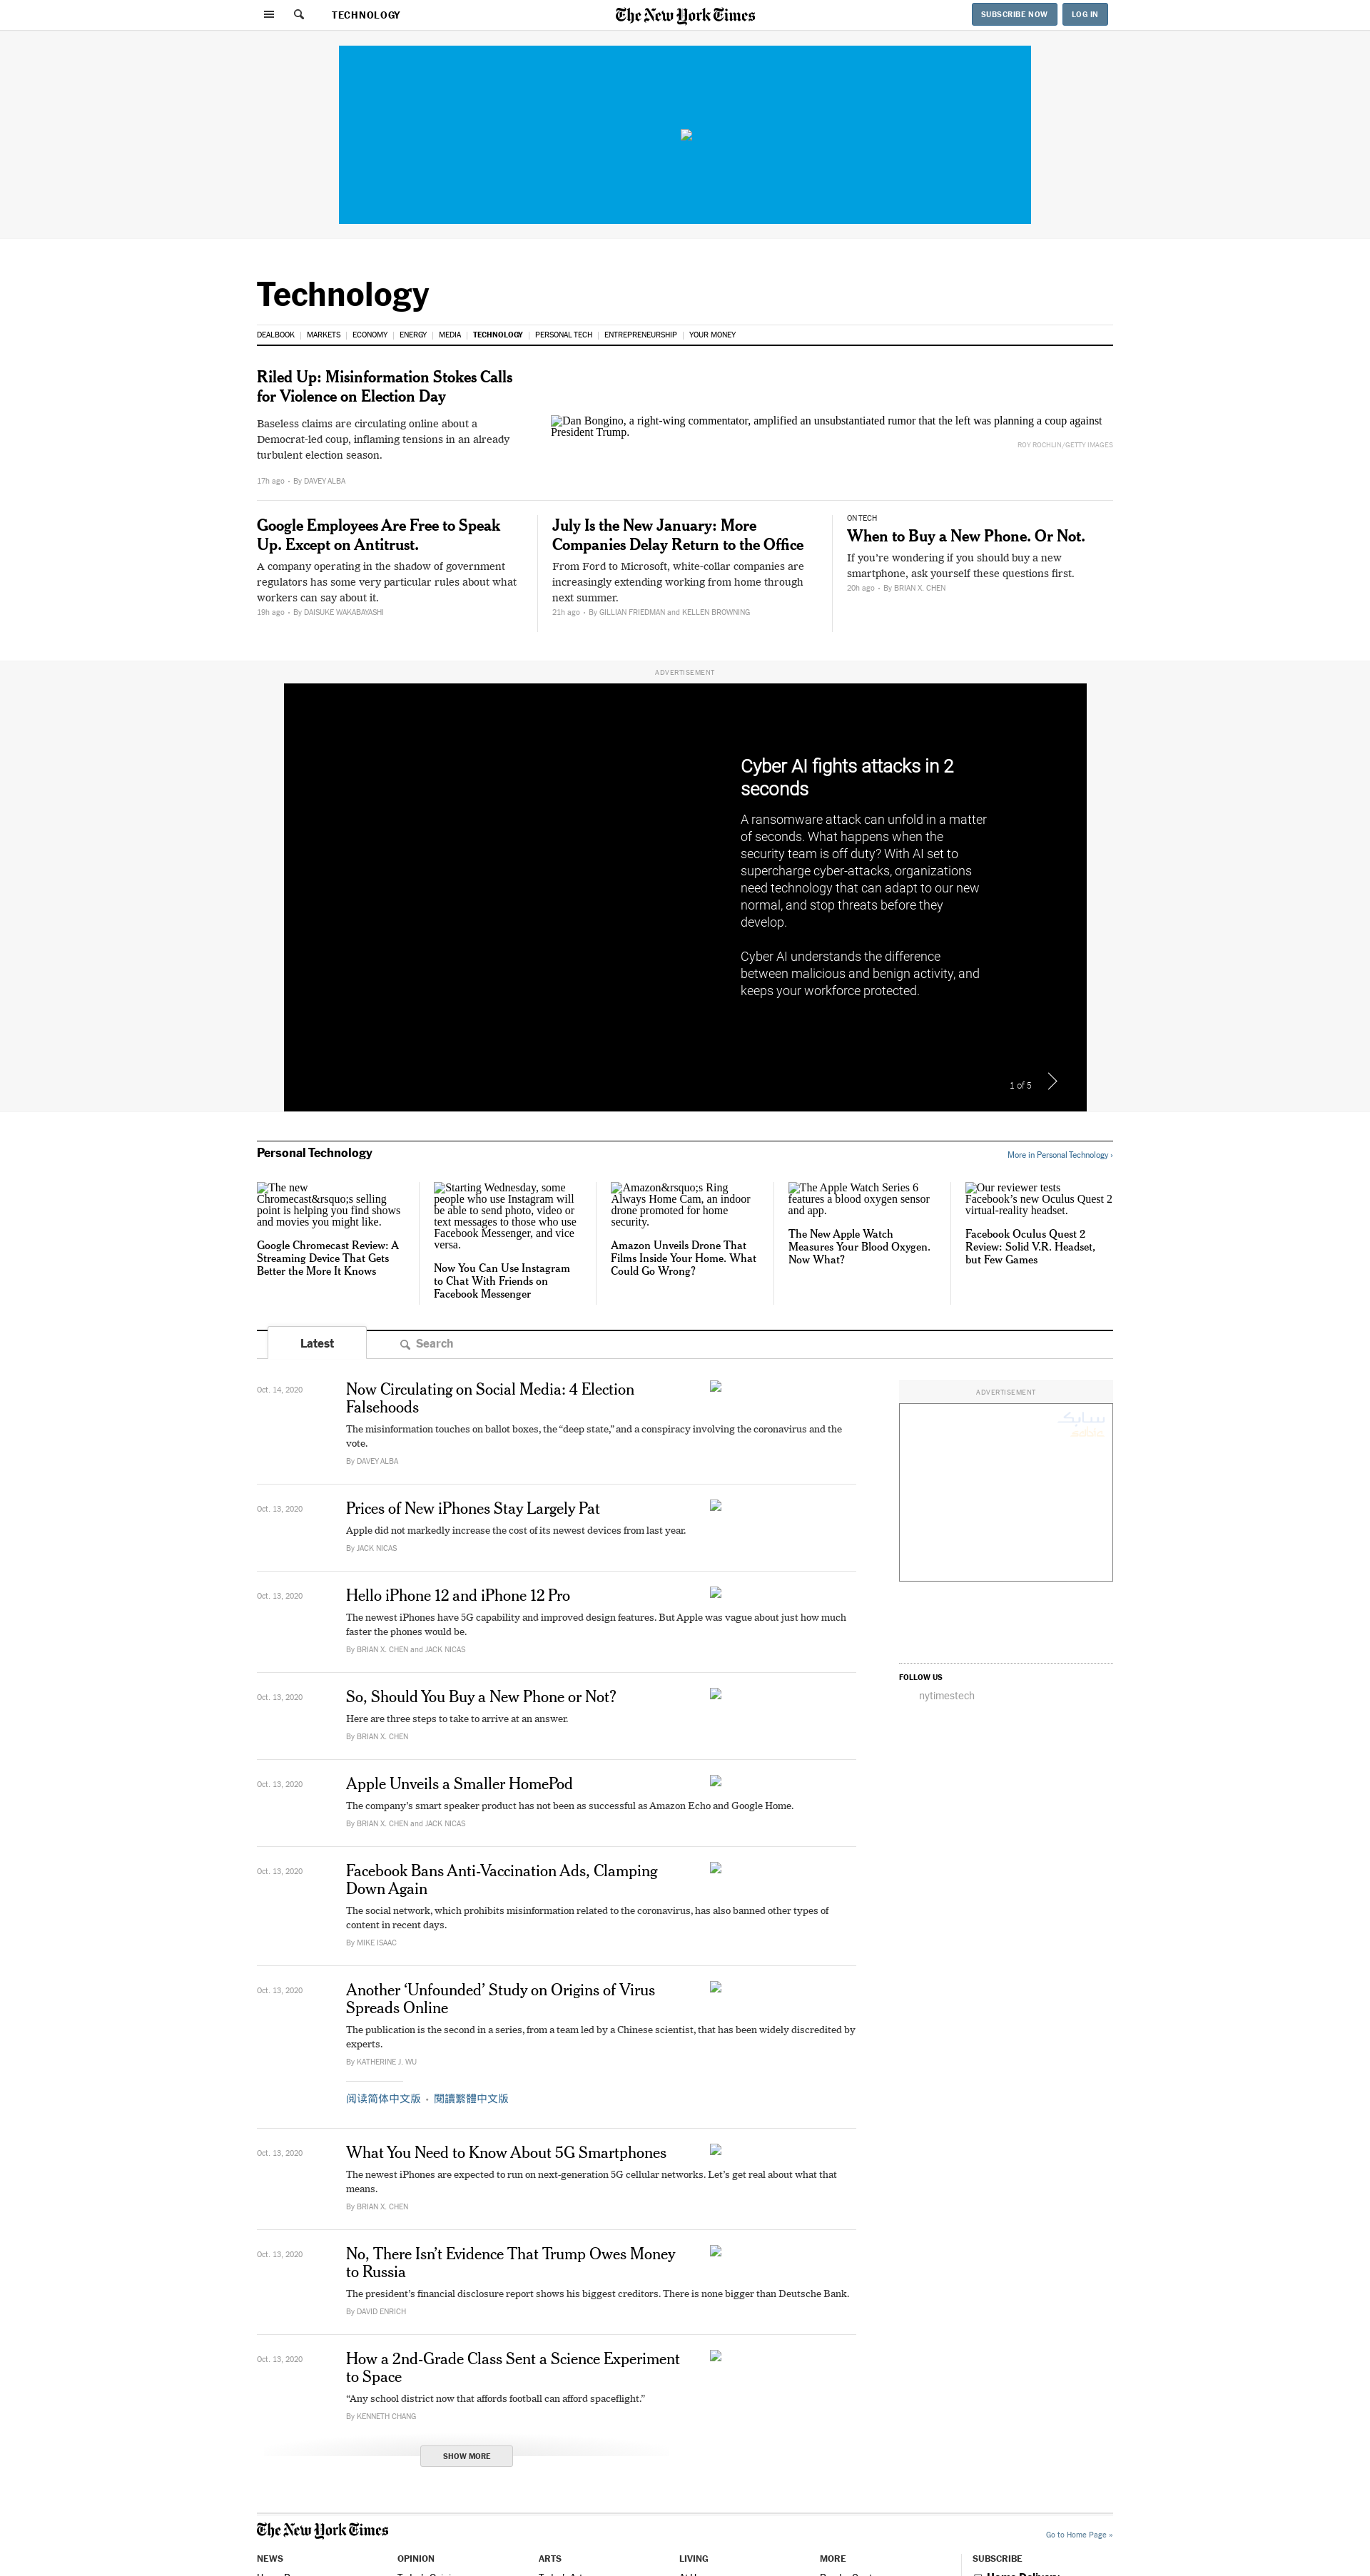 TECHNOLOGY
The New York Times
SUBSCRIBE NOW
LOG IN
Technology
DEALBOOK | MARKETS | ECONOMY | ENERGY | MEDIA | TECHNOLOGY | PERSONAL TECH | ENTREPRENEURSHIP | YOUR MONEY
Riled Up: Misinformation Stokes Calls
for Violence on Election Day
Baseless claims are circulating online about a
Democrat-led coup, inflaming tensions in an already
turbulent election season.
17h ago • By DAVEY ALBA
Dan Bongino, a right-wing commentator, amplified an unsubstantiated rumor that the left was planning a coup against
President Trump.
ROY ROCHLIN/GETTY IMAGES
Google Employees Are Free to Speak
Up. Except on Antitrust.
A company operating in the shadow of government
regulators has some very particular rules about what
workers can say about it.
19h ago • By DAISUKE WAKABAYASHI
July Is the New January: More
Companies Delay Return to the Office
From Ford to Microsoft, white-collar companies are
increasingly extending working from home through
next summer.
21h ago • By GILLIAN FRIEDMAN and KELLEN BROWNING
ON TECH
When to Buy a New Phone. Or Not.
If you’re wondering if you should buy a new
smartphone, ask yourself these questions first.
20h ago • By BRIAN X. CHEN
ADVERTISEMENT
Cyber AI fights attacks in 2
seconds
A ransomware attack can unfold in a matter
of seconds. What happens when the
security team is off duty? With AI set to
supercharge cyber-attacks, organizations
need technology that can adapt to our new
normal, and stop threats before they
develop.
Cyber AI understands the difference
between malicious and benign activity, and
keeps your workforce protected.
1 of 5
Personal Technology
More in Personal Technology ›
The new
Chromecast&rsquo;s selling
point is helping you find shows
and movies you might like.
Google Chromecast Review: A
Streaming Device That Gets
Better the More It Knows
Starting Wednesday, some
people who use Instagram will
be able to send photo, video or
text messages to those who use
Facebook Messenger, and vice
versa.
Now You Can Use Instagram
to Chat With Friends on
Facebook Messenger
Amazon&rsquo;s Ring
Always Home Cam, an indoor
drone promoted for home
security.
Amazon Unveils Drone That
Films Inside Your Home. What
Could Go Wrong?
The Apple Watch Series 6
features a blood oxygen sensor
and app.
The New Apple Watch
Measures Your Blood Oxygen.
Now What?
Our reviewer tests
Facebook’s new Oculus Quest 2
virtual-reality headset.
Facebook Oculus Quest 2
Review: Solid V.R. Headset,
but Few Games
Latest
Search
Oct. 14, 2020
Now Circulating on Social Media: 4 Election
Falsehoods
The misinformation touches on ballot boxes, the “deep state,” and a conspiracy involving the coronavirus and the
vote.
By DAVEY ALBA
ADVERTISEMENT
سابك
sabic
Oct. 13, 2020
Prices of New iPhones Stay Largely Pat
Apple did not markedly increase the cost of its newest devices from last year.
By JACK NICAS
Oct. 13, 2020
Hello iPhone 12 and iPhone 12 Pro
The newest iPhones have 5G capability and improved design features. But Apple was vague about just how much
faster the phones would be.
By BRIAN X. CHEN and JACK NICAS
FOLLOW US
nytimestech
Oct. 13, 2020
So, Should You Buy a New Phone or Not?
Here are three steps to take to arrive at an answer.
By BRIAN X. CHEN
Oct. 13, 2020
Apple Unveils a Smaller HomePod
The company’s smart speaker product has not been as successful as Amazon Echo and Google Home.
By BRIAN X. CHEN and JACK NICAS
Oct. 13, 2020
Facebook Bans Anti-Vaccination Ads, Clamping
Down Again
The social network, which prohibits misinformation related to the coronavirus, has also banned other types of
content in recent days.
By MIKE ISAAC
Oct. 13, 2020
Another ‘Unfounded’ Study on Origins of Virus
Spreads Online
The publication is the second in a series, from a team led by a Chinese scientist, that has been widely discredited by
experts.
By KATHERINE J. WU
阅读简体中文版 • 閱讀繁體中文版
Oct. 13, 2020
What You Need to Know About 5G Smartphones
The newest iPhones are expected to run on next-generation 5G cellular networks. Let’s get real about what that
means.
By BRIAN X. CHEN
Oct. 13, 2020
No, There Isn’t Evidence That Trump Owes Money
to Russia
The president’s financial disclosure report shows his biggest creditors. There is none bigger than Deutsche Bank.
By DAVID ENRICH
Oct. 13, 2020
How a 2nd-Grade Class Sent a Science Experiment
to Space
“Any school district now that affords football can afford spaceflight.”
By KENNETH CHANG
SHOW MORE
The New York Times
Go to Home Page »
NEWS
OPINION
ARTS
LIVING
MORE
SUBSCRIBE